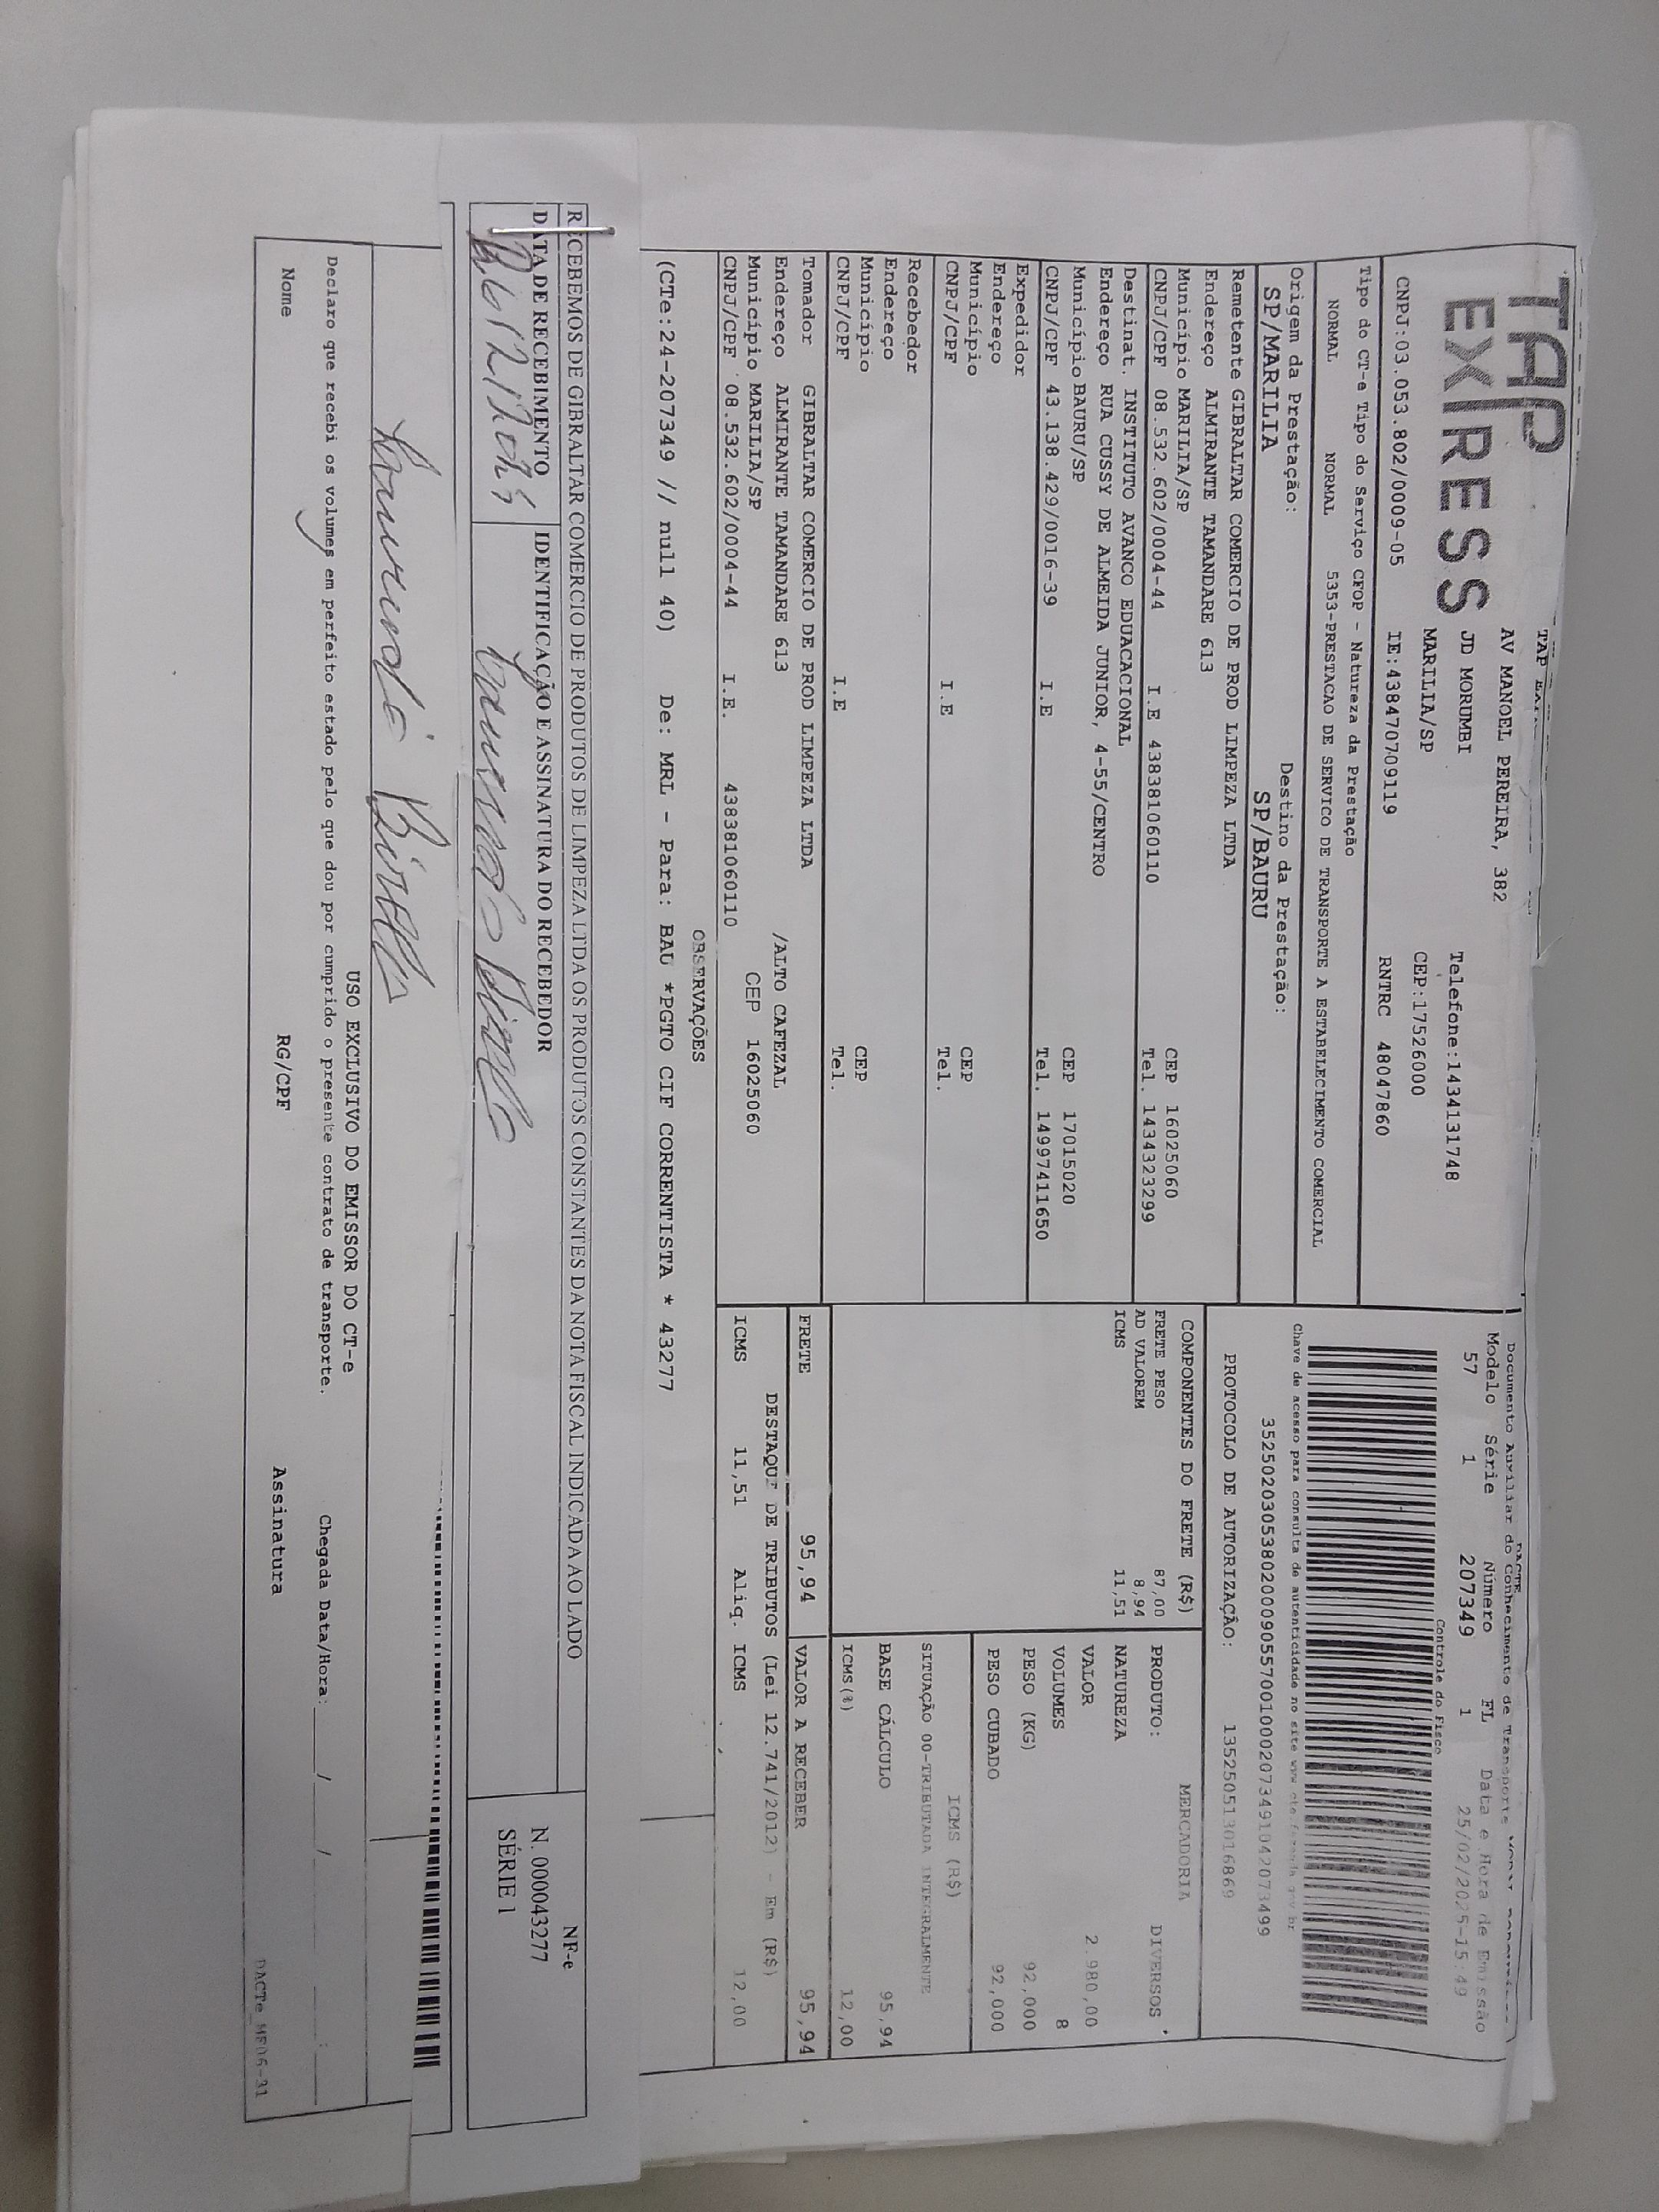 TAP
EXPRESS
AV MANOEL PEREIRA, 382
JD MORUMBI
MARILIA/SP
Telefone:1434131748
CEP:17526000
CNPJ:03.053.802/0009-05 IE:438470709119 RNTRC 48047860
Tipo do CT-e Tipo do Serviço CFOP - Natureza da Prestação
NORMAL NORMAL 5353-PRESTACAO DE SERVICO DE TRANSPORTE A ESTABELECIMENTO COMERCIAL
Origem da Prestação: Destino da Prestação:
SP/MARILIA SP/BAURU
Remetente GIBRALTAR COMERCIO DE PROD LIMPEZA LTDA
Endereço ALMIRANTE TAMANDARE 613
Município MARILIA/SP CEP 16025060
CNPJ/CPF 08.532.602/0004-44 I.E 438381060110 Tel. 1434323299
Destinat. INSTITUTO AVANCO EDUACACIONAL
Endereço RUA CUSSY DE ALMEIDA JUNIOR, 4-55/CENTRO
Município BAURU/SP CEP 17015020
CNPJ/CPF 43.138.429/0016-39 I.E Tel. 14997411650
Expedidor
Endereço
Município CEP
CNPJ/CPF I.E Tel.
Recebedor
Endereço
Município CEP
CNPJ/CPF I.E Tel.
Tomador GIBRALTAR COMERCIO DE PROD LIMPEZA LTDA
Endereço ALMIRANTE TAMANDARE 613 /ALTO CAFEZAL
Município MARILIA/SP CEP 16025060
CNPJ/CPF 08.532.602/0004-44 I.E. 438381060110
Documento Auxiliar do Conhecimento de Transporte
Modelo Série Número FL Data e Hora de Emissão
57 1 207349 1 25/02/2025-15:49
Controle do Fisco
Chave de acesso para consulta de autenticidade no site www.cte.fazenda.gov.br
35250203053802000905570010002073491042073499
PROTOCOLO DE AUTORIZAÇÃO: 135250513016869
COMPONENTES DO FRETE (R$)
FRETE PESO 87,00
AD VALOREM 8,94
ICMS 11,51
MERCADORIA
PRODUTO: DIVERSOS
NATUREZA
VALOR 2.980,00
VOLUMES 8
PESO (KG) 92,000
PESO CUBADO 92,000
ICMS (R$)
SITUAÇÃO 00-TRIBUTADA INTEGRALMENTE
BASE CÁLCULO 95,94
ICMS(%) 12,00
FRETE 95,94 VALOR A RECEBER 95,94
DESTAQUE DE TRIBUTOS (Lei 12.741/2012) - Em (R$)
ICMS 11,51 Aliq. ICMS 12,00
OBSERVAÇÕES
(CTe:24-207349 // null 40) De: MRL - Para: BAU *PGTO CIF CORRENTISTA * 43277
RECEBEMOS DE GIBRALTAR COMERCIO DE PRODUTOS DE LIMPEZA LTDA OS PRODUTOS CONSTANTES DA NOTA FISCAL INDICADA AO LADO
DATA DE RECEBIMENTO IDENTIFICAÇÃO E ASSINATURA DO RECEBEDOR
NF-e
N. 000043277
SÉRIE 1
USO EXCLUSIVO DO EMISSOR DO CT-e
Declaro que recebi os volumes em perfeito estado pelo que dou por cumprido o presente contrato de transporte. Chegada Data/Hora: / / :
Nome RG/CPF Assinatura
DACTe_MF06-31